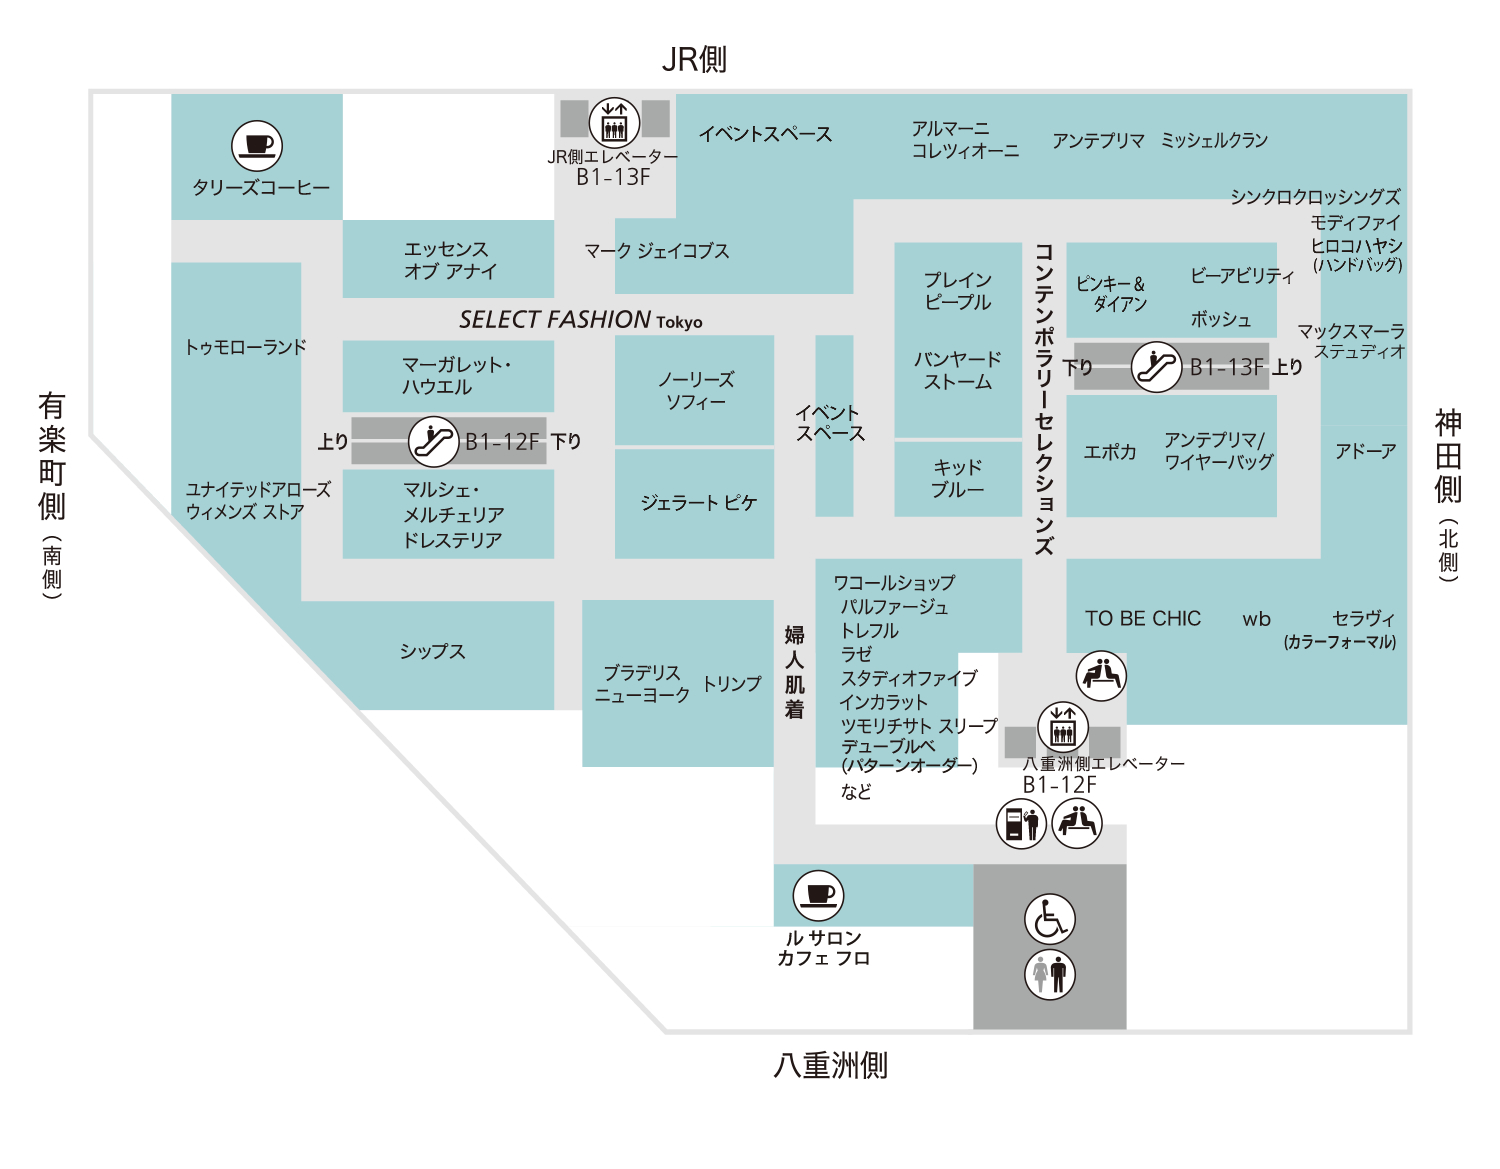 JR側
イベントスペース
アルマーニ
コレツィオーニ
アンテプリマ
ミッシェルクラン
JR側エレベーター
B1-13F
タリーズコーヒー
シンクロクロッシングズ
モディファイ
ヒロコハヤシ
(ハンドバッグ)
エッセンス
オブ アナイ
マーク ジェイコブス
プレイン
ピープル
コンテンポラリーセレクションズ
ピンキー＆
ダイアン
ビーアビリティ
ボッシュ
SELECT FASHION Tokyo
マックスマーラ
ステュディオ
トゥモローランド
マーガレット・
ハウエル
ノーリーズ
ソフィー
バンヤード
ストーム
下り
B1-13F
上り
イベント
スペース
有楽町側（南側）
神田側（北側）
上り
B1-12F
下り
エポカ
アンテプリマ/
ワイヤーバッグ
アドーア
キッド
ブルー
ユナイテッドアローズ
ウィメンズ ストア
マルシェ・
メルチェリア
ドレステリア
ジェラート ピケ
ワコールショップ
パルファージュ
トレフル
ラゼ
スタディオファイブ
インカラット
ツモリチサト スリープ
デューブルベ
(パターンオーダー)
など
TO BE CHIC
wb
セラヴィ
(カラーフォーマル)
シップス
ブラデリス
ニューヨーク
トリンプ
婦人肌着
八重洲側エレベーター
B1-12F
ル サロン
カフェ フロ
八重洲側